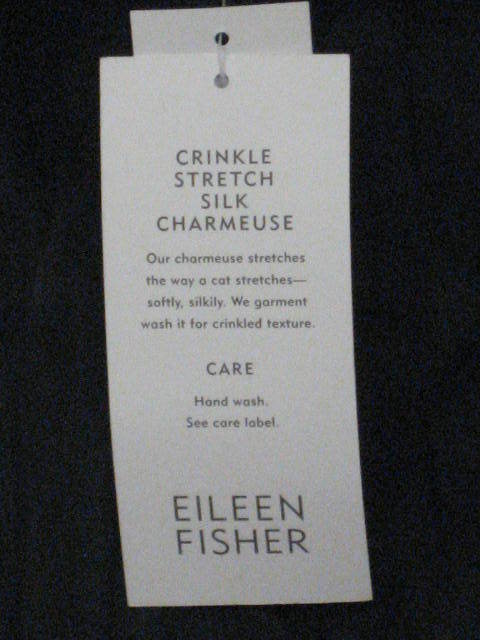 CRINKLE
STRETCH
SILK
CHARMEUSE
Our charmeuse stretches
the way a cat stretches—
softly, silkily. We garment
wash it for crinkled texture.
CARE
Hand wash.
See care label.
EILEEN
FISHER